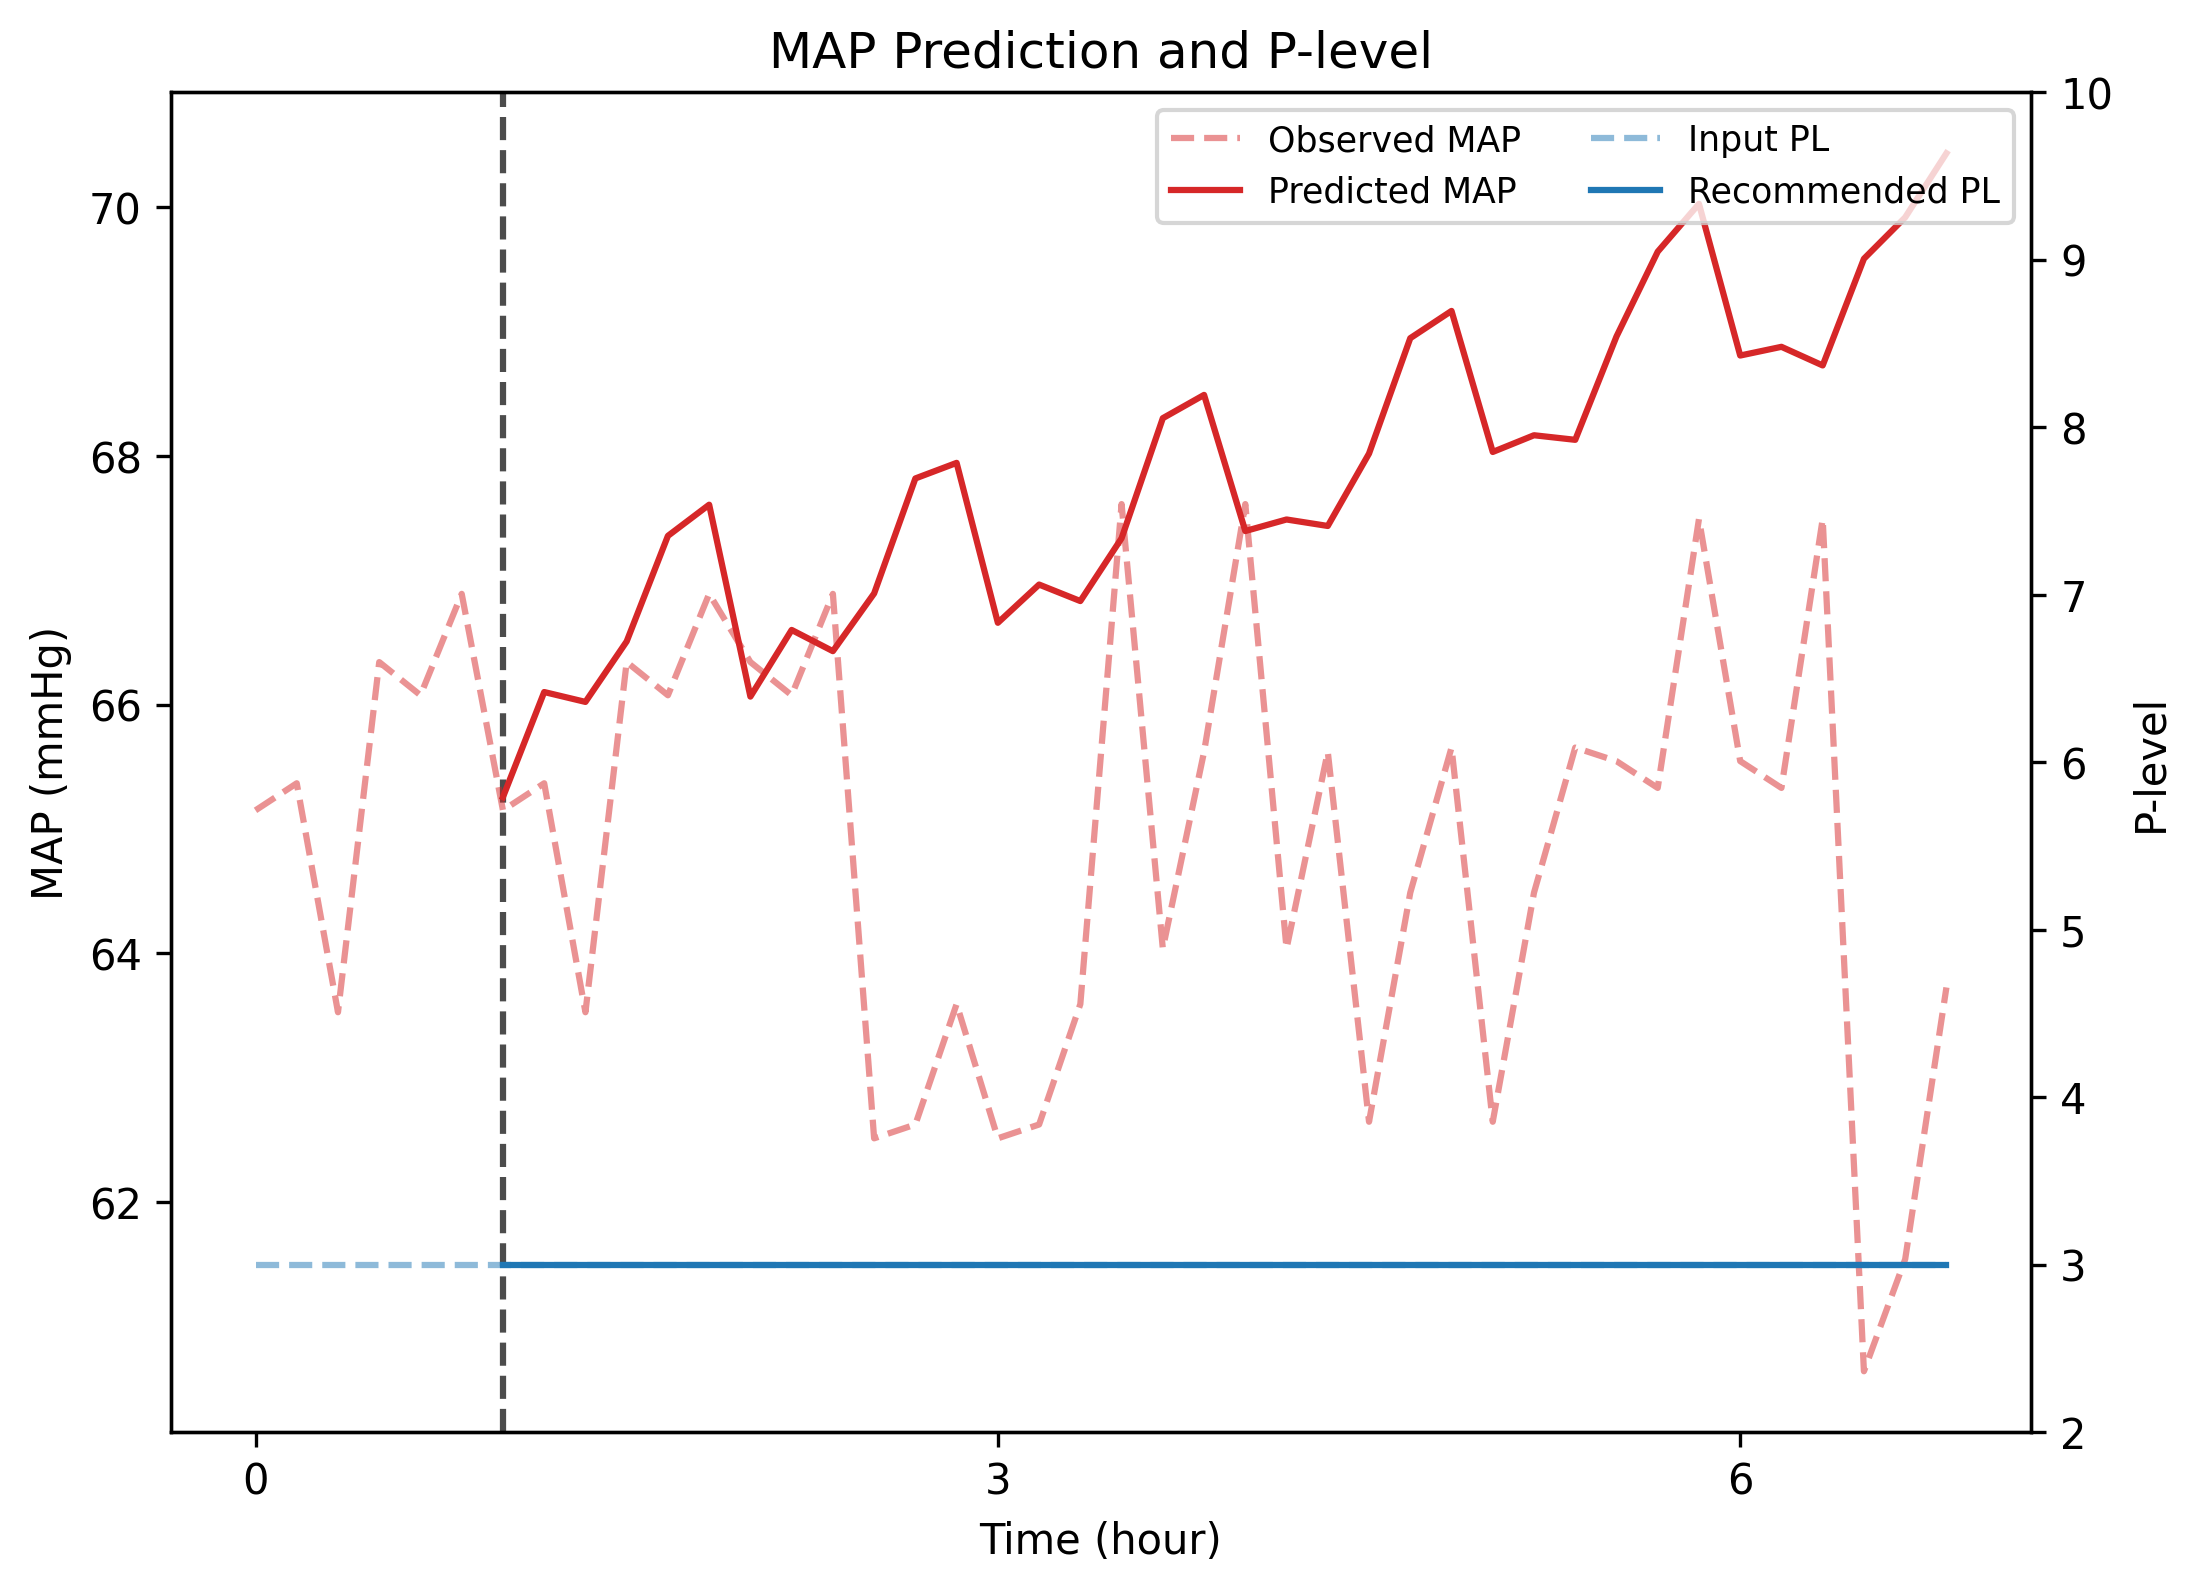 MAP Prediction and P-level
Observed MAP
Predicted MAP
Input PL
Recommended PL
MAP (mmHg)
70
68
66
64
62
10
9
8
7
6
5
4
3
2
P-level
0
3
6
Time (hour)